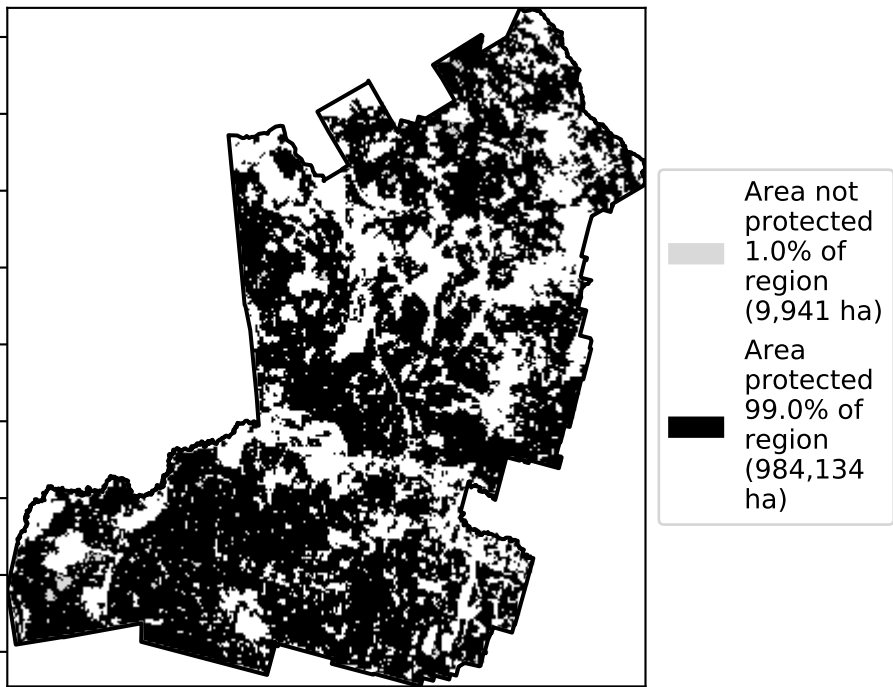 Area not
protected
1.0% of
region
(9,941 ha)
Area
protected
99.0% of
region
(984,134
ha)